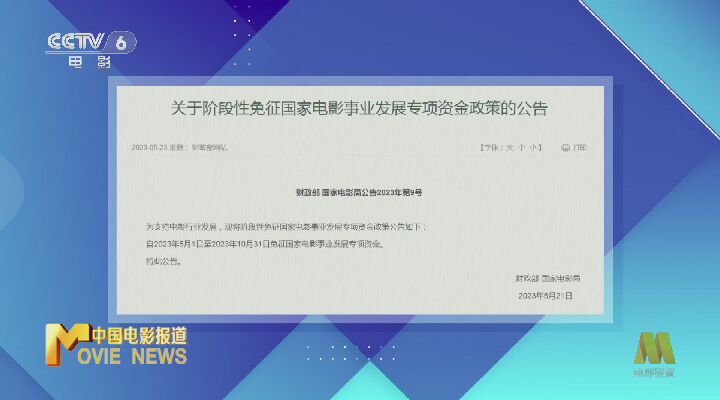 CCTV 6
电影
关于阶段性免征国家电影事业发展专项资金政策的公告
2023-05-23 来源：财政部网站 【字体：大 中 小】 打印
财政部 国家电影局公告2023年第9号
为支持电影行业发展，现将阶段性免征国家电影事业发展专项资金政策公告如下：
自2023年5月1日至2023年10月31日免征国家电影事业发展专项资金。
特此公告。
财政部 国家电影局
2023年5月21日
中国电影报道
MOVIE NEWS
电影频道